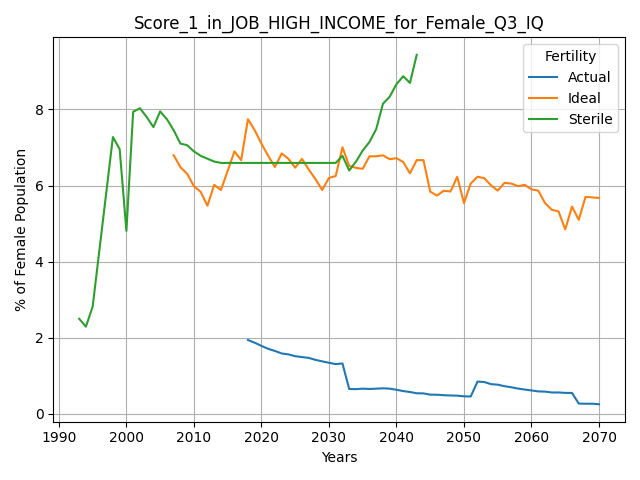 Score_1_in_JOB_HIGH_INCOME_for_Female_Q3_IQ
Fertility
Actual
Ideal
Sterile
% of Female Population
8
6
4
2
0
1990 2000 2010 2020 2030 2040 2050 2060 2070
Years